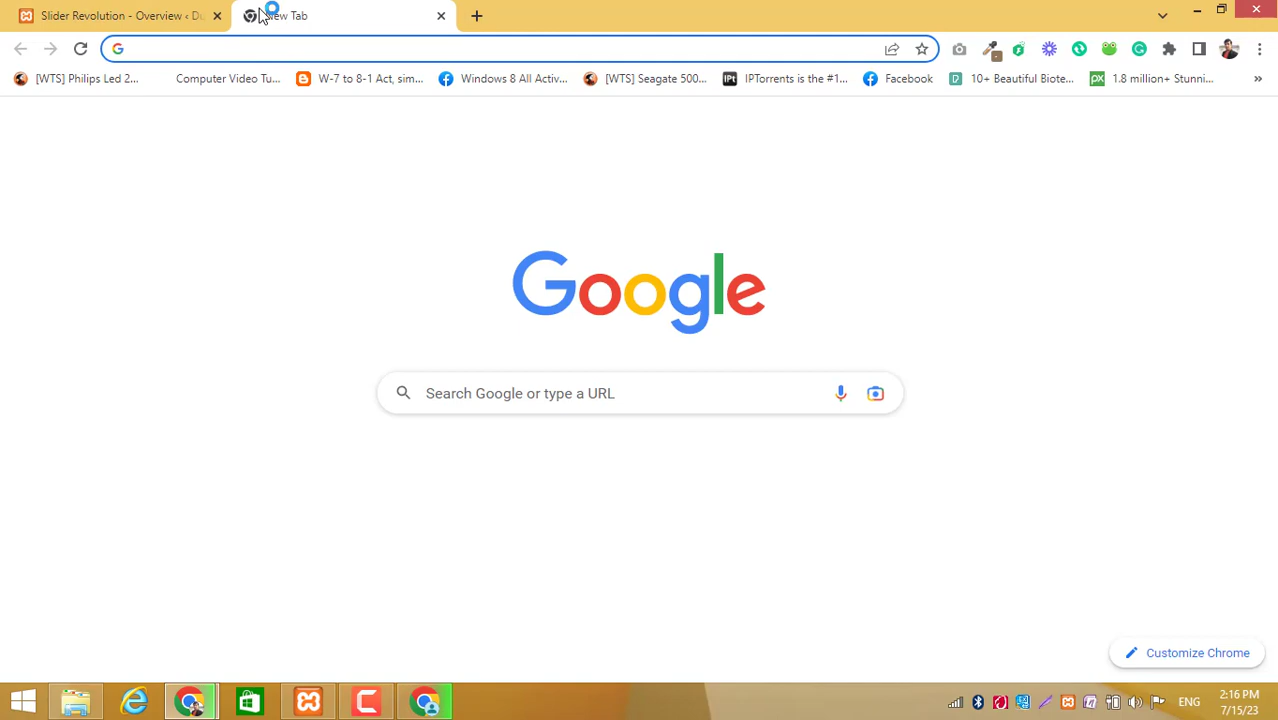 Slider Revolution - Overview ‹ Du
New Tab
[WTS] Philips Led 2...
Computer Video Tu...
W-7 to 8-1 Act, sim...
Windows 8 All Activ...
[WTS] Seagate 500...
IPTorrents is the #1...
Facebook
10+ Beautiful Biote...
1.8 million+ Stunni...
»
Google
Search Google or type a URL
Customize Chrome
ENG
2:16 PM
7/15/23